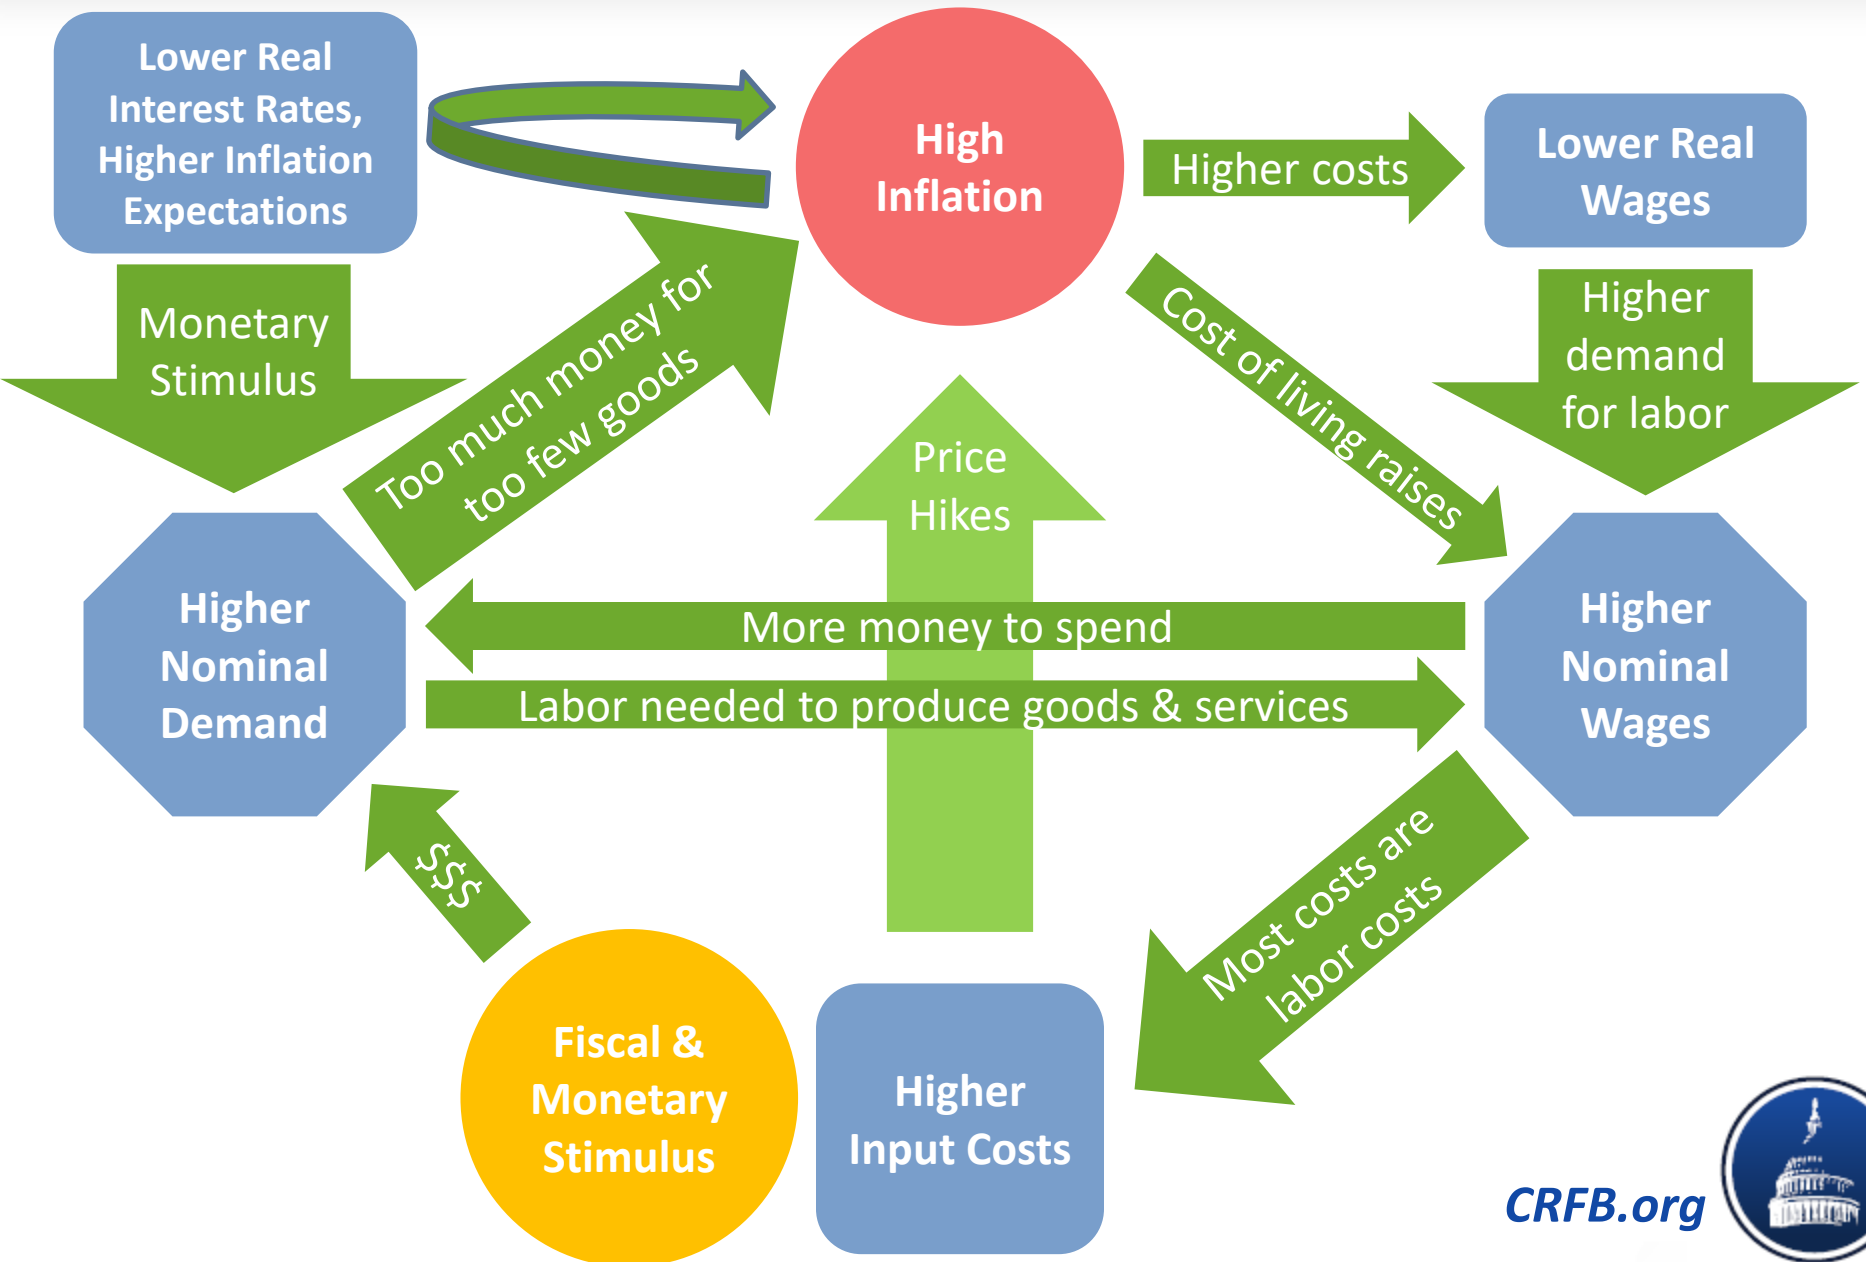 Lower Real
Interest Rates,
Higher Inflation
Expectations
High
Inflation
Higher costs
Lower Real
Wages
Monetary
Stimulus
Too much money for
too few goods
Cost of living raises
Higher
demand
for labor
Price
Hikes
Higher
Nominal
Demand
More money to spend
Labor needed to produce goods & services
Higher
Nominal
Wages
$$$
Most costs are
labor costs
Fiscal &
Monetary
Stimulus
Higher
Input Costs
CRFB.org